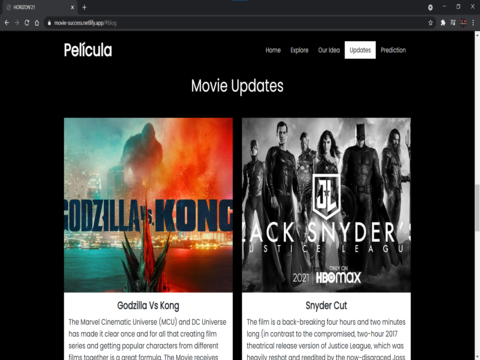 HORIZON'21
movie-success.netlify.app/#blog
Película
Home Explore Our Idea Updates Prediction
Movie Updates
GODZILLA VS. KONG
ACK SNYDER'S
JUSTICE LEAGUE
2021 ONLY ON HBOMAX
Godzilla Vs Kong
The Marvel Cinematic Universe (MCU) and DC Universe
has made it clear once and for all that creating film
series and getting popular characters from different
films together is a great formula. The Movie receives
Snyder Cut
The film is a back-breaking four hours and two minutes
long (in contrast to the compromised, two-hour 2017
theatrical release version of Justice League, which was
heavily reshot and reedited by the now-disgraced Joss